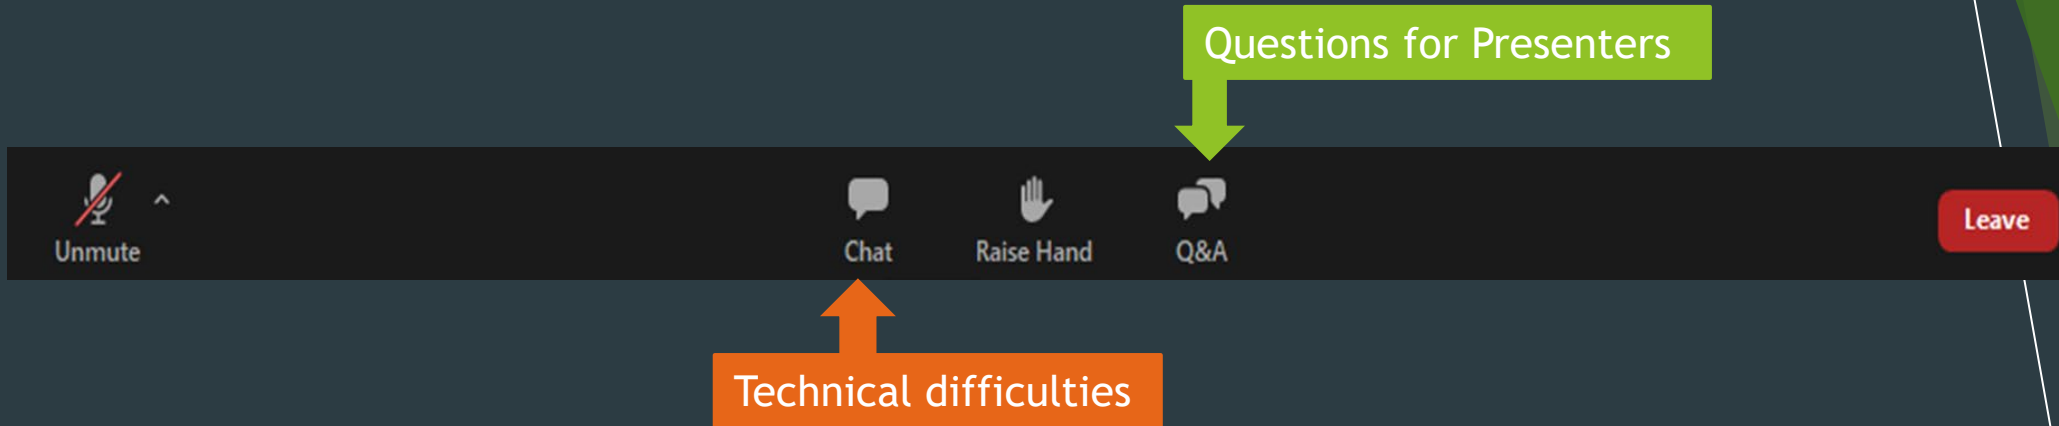 Questions for Presenters
Unmute
Chat
Raise Hand
Q&A
Leave
Technical difficulties